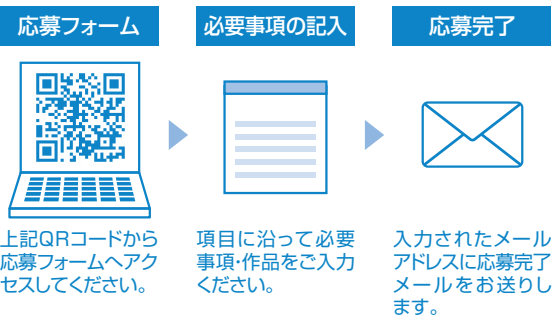 応募フォーム
必要事項の記入
応募完了
上記QRコードから
応募フォームへアク
セスしてください。
項目に沿って必要
事項・作品をご入力
ください。
入力されたメール
アドレスに応募完了
メールをお送りし
ます。